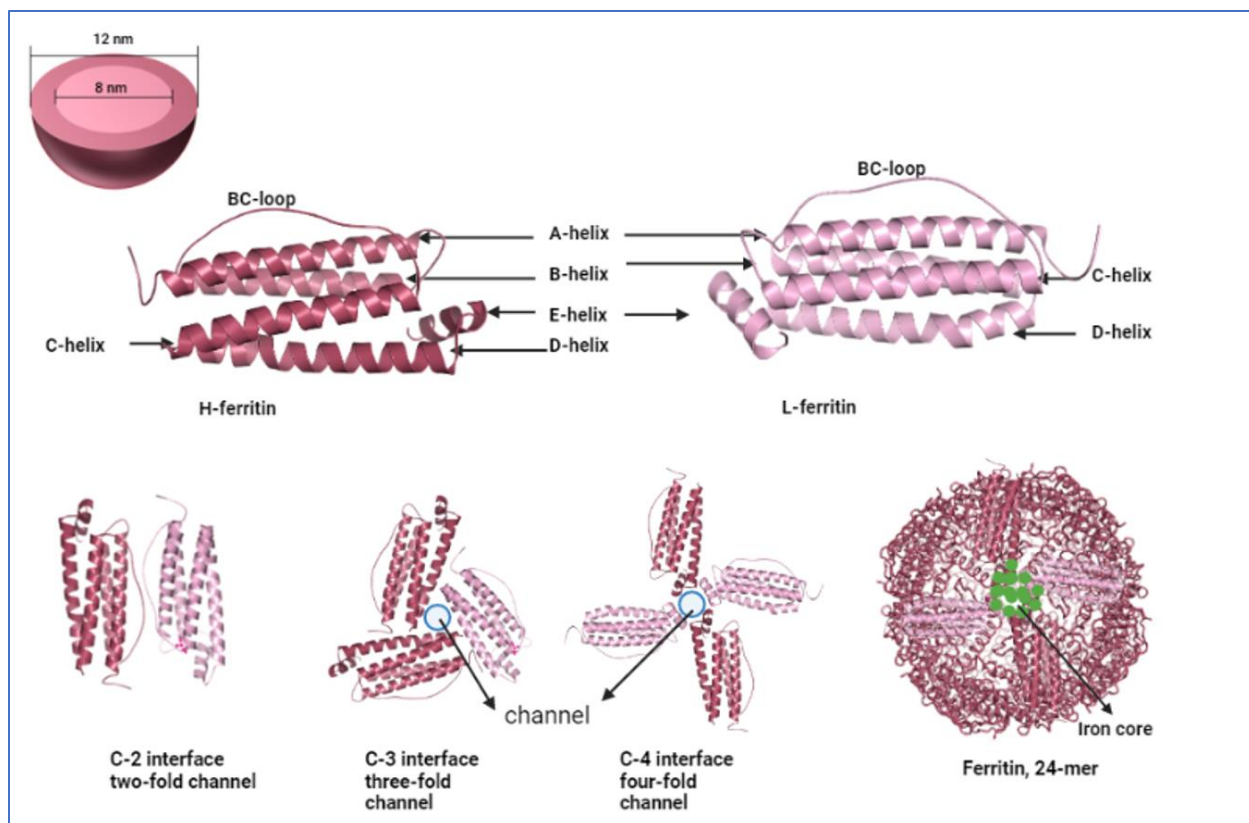 12 nm
8 nm
BC-loop
BC-loop
A-helix
B-helix
C-helix
E-helix
C-helix
D-helix
D-helix
H-ferritin
L-ferritin
channel
Iron core
C-2 interface
two-fold channel
C-3 interface
three-fold
channel
C-4 interface
four-fold
channel
Ferritin, 24-mer